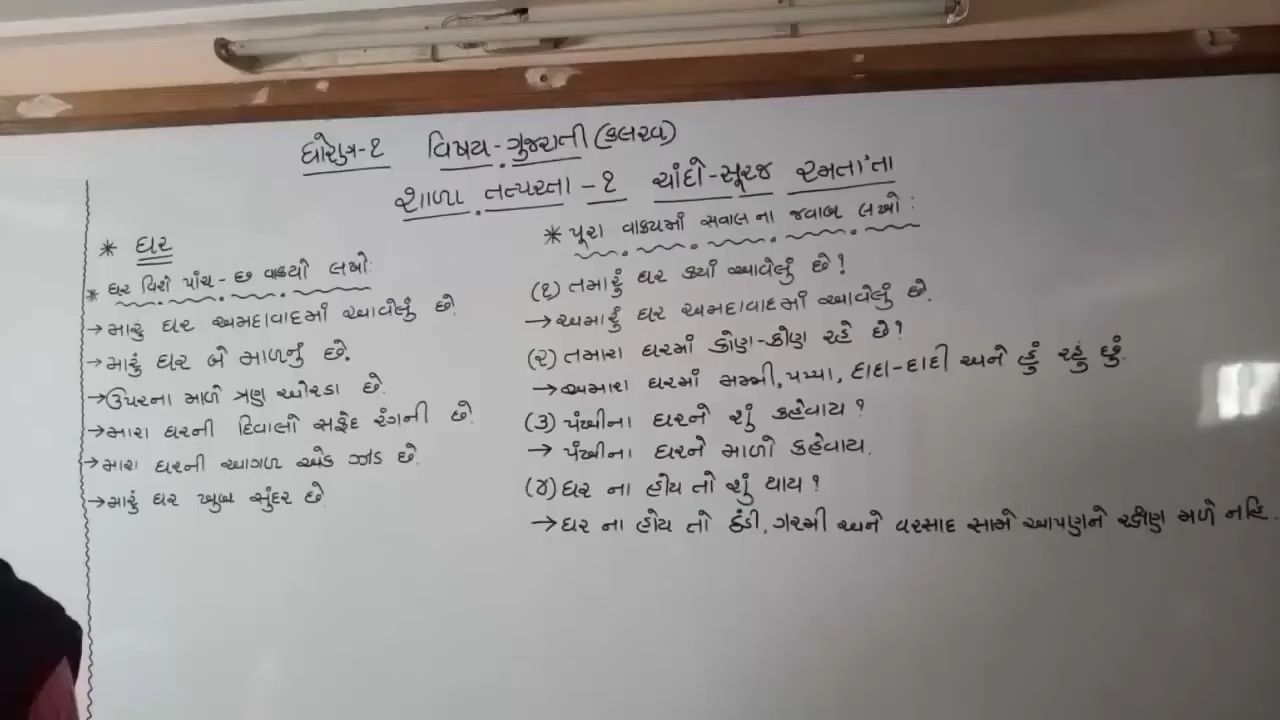 ધોરણ-૧ વિષય-ગુજરાતી(કલરવ)
શાળા તત્પરતા-૧ ચાંદો-સૂરજ રમતા'તા
* ઘર
* ઘર વિશે પાંચ-છ વાક્યો લખો:
→ મારું ઘર અમદાવાદમાં આવેલું છે.
→ મારું ઘર બે માળનું છે.
→ ઉપરના માળે ત્રણ ઓરડા છે.
→ મારા ઘરની દિવાલો સફેદ રંગની છે.
→ મારા ઘરની આગળ એક ઝાડ છે.
→ મારું ઘર ખુબ સુંદર છે.
* પૂરા વાક્યમાં સવાલ ના જવાબ લખો:
(૧) તમારું ઘર ક્યાં આવેલું છે?
→ અમારું ઘર અમદાવાદમાં આવેલું છે.
(૨) તમારા ઘરમાં કોણ-કોણ રહે છે?
→ અમારા ઘરમાં મમ્મી, પપ્પા, દાદા-દાદી અને હું રહું છું.
(૩) પંખીના ઘરને શું કહેવાય?
→ પંખીના ઘરને માળો કહેવાય.
(૪) ઘર ના હોય તો શું થાય?
→ ઘર ના હોય તો ઠંડી, ગરમી અને વરસાદ સામે આપણને રક્ષણ મળે નહિ.